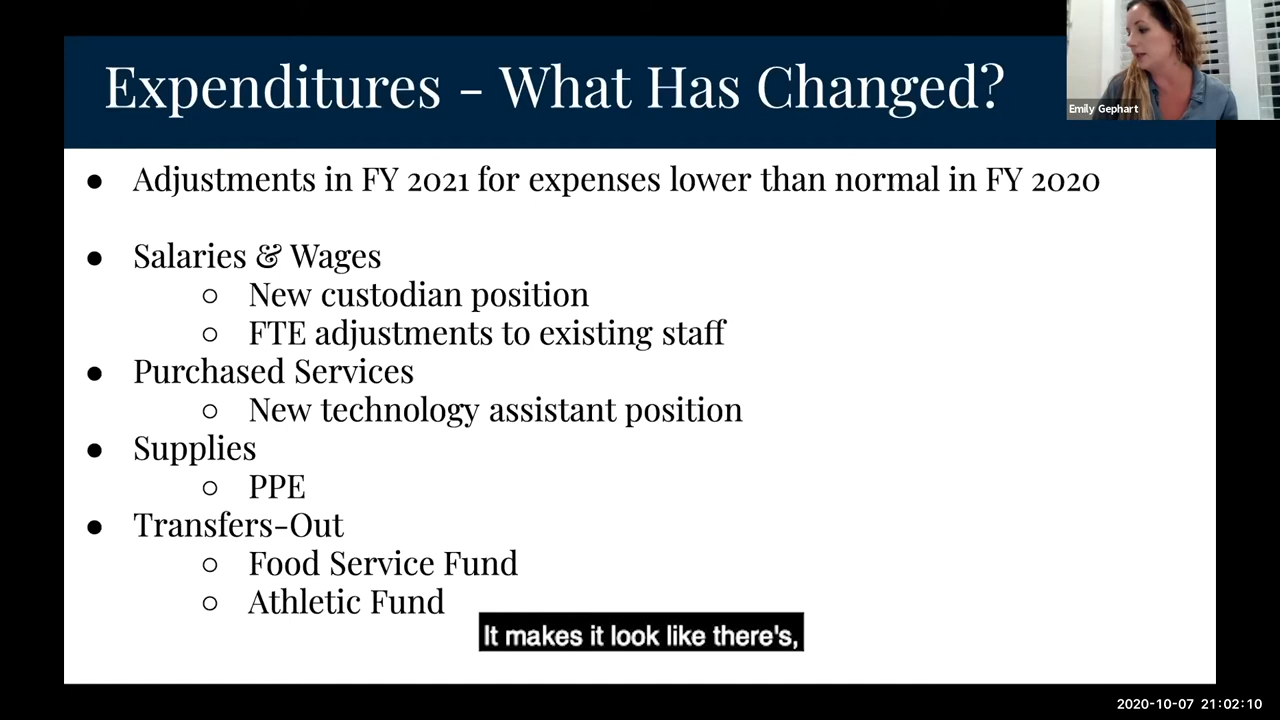 Expenditures - What Has Changed?
Emily Gephart
● Adjustments in FY 2021 for expenses lower than normal in FY 2020
● Salaries & Wages
○ New custodian position
○ FTE adjustments to existing staff
● Purchased Services
○ New technology assistant position
● Supplies
○ PPE
● Transfers-Out
○ Food Service Fund
○ Athletic Fund
It makes it look like there's,
2020-10-07 21:02:10